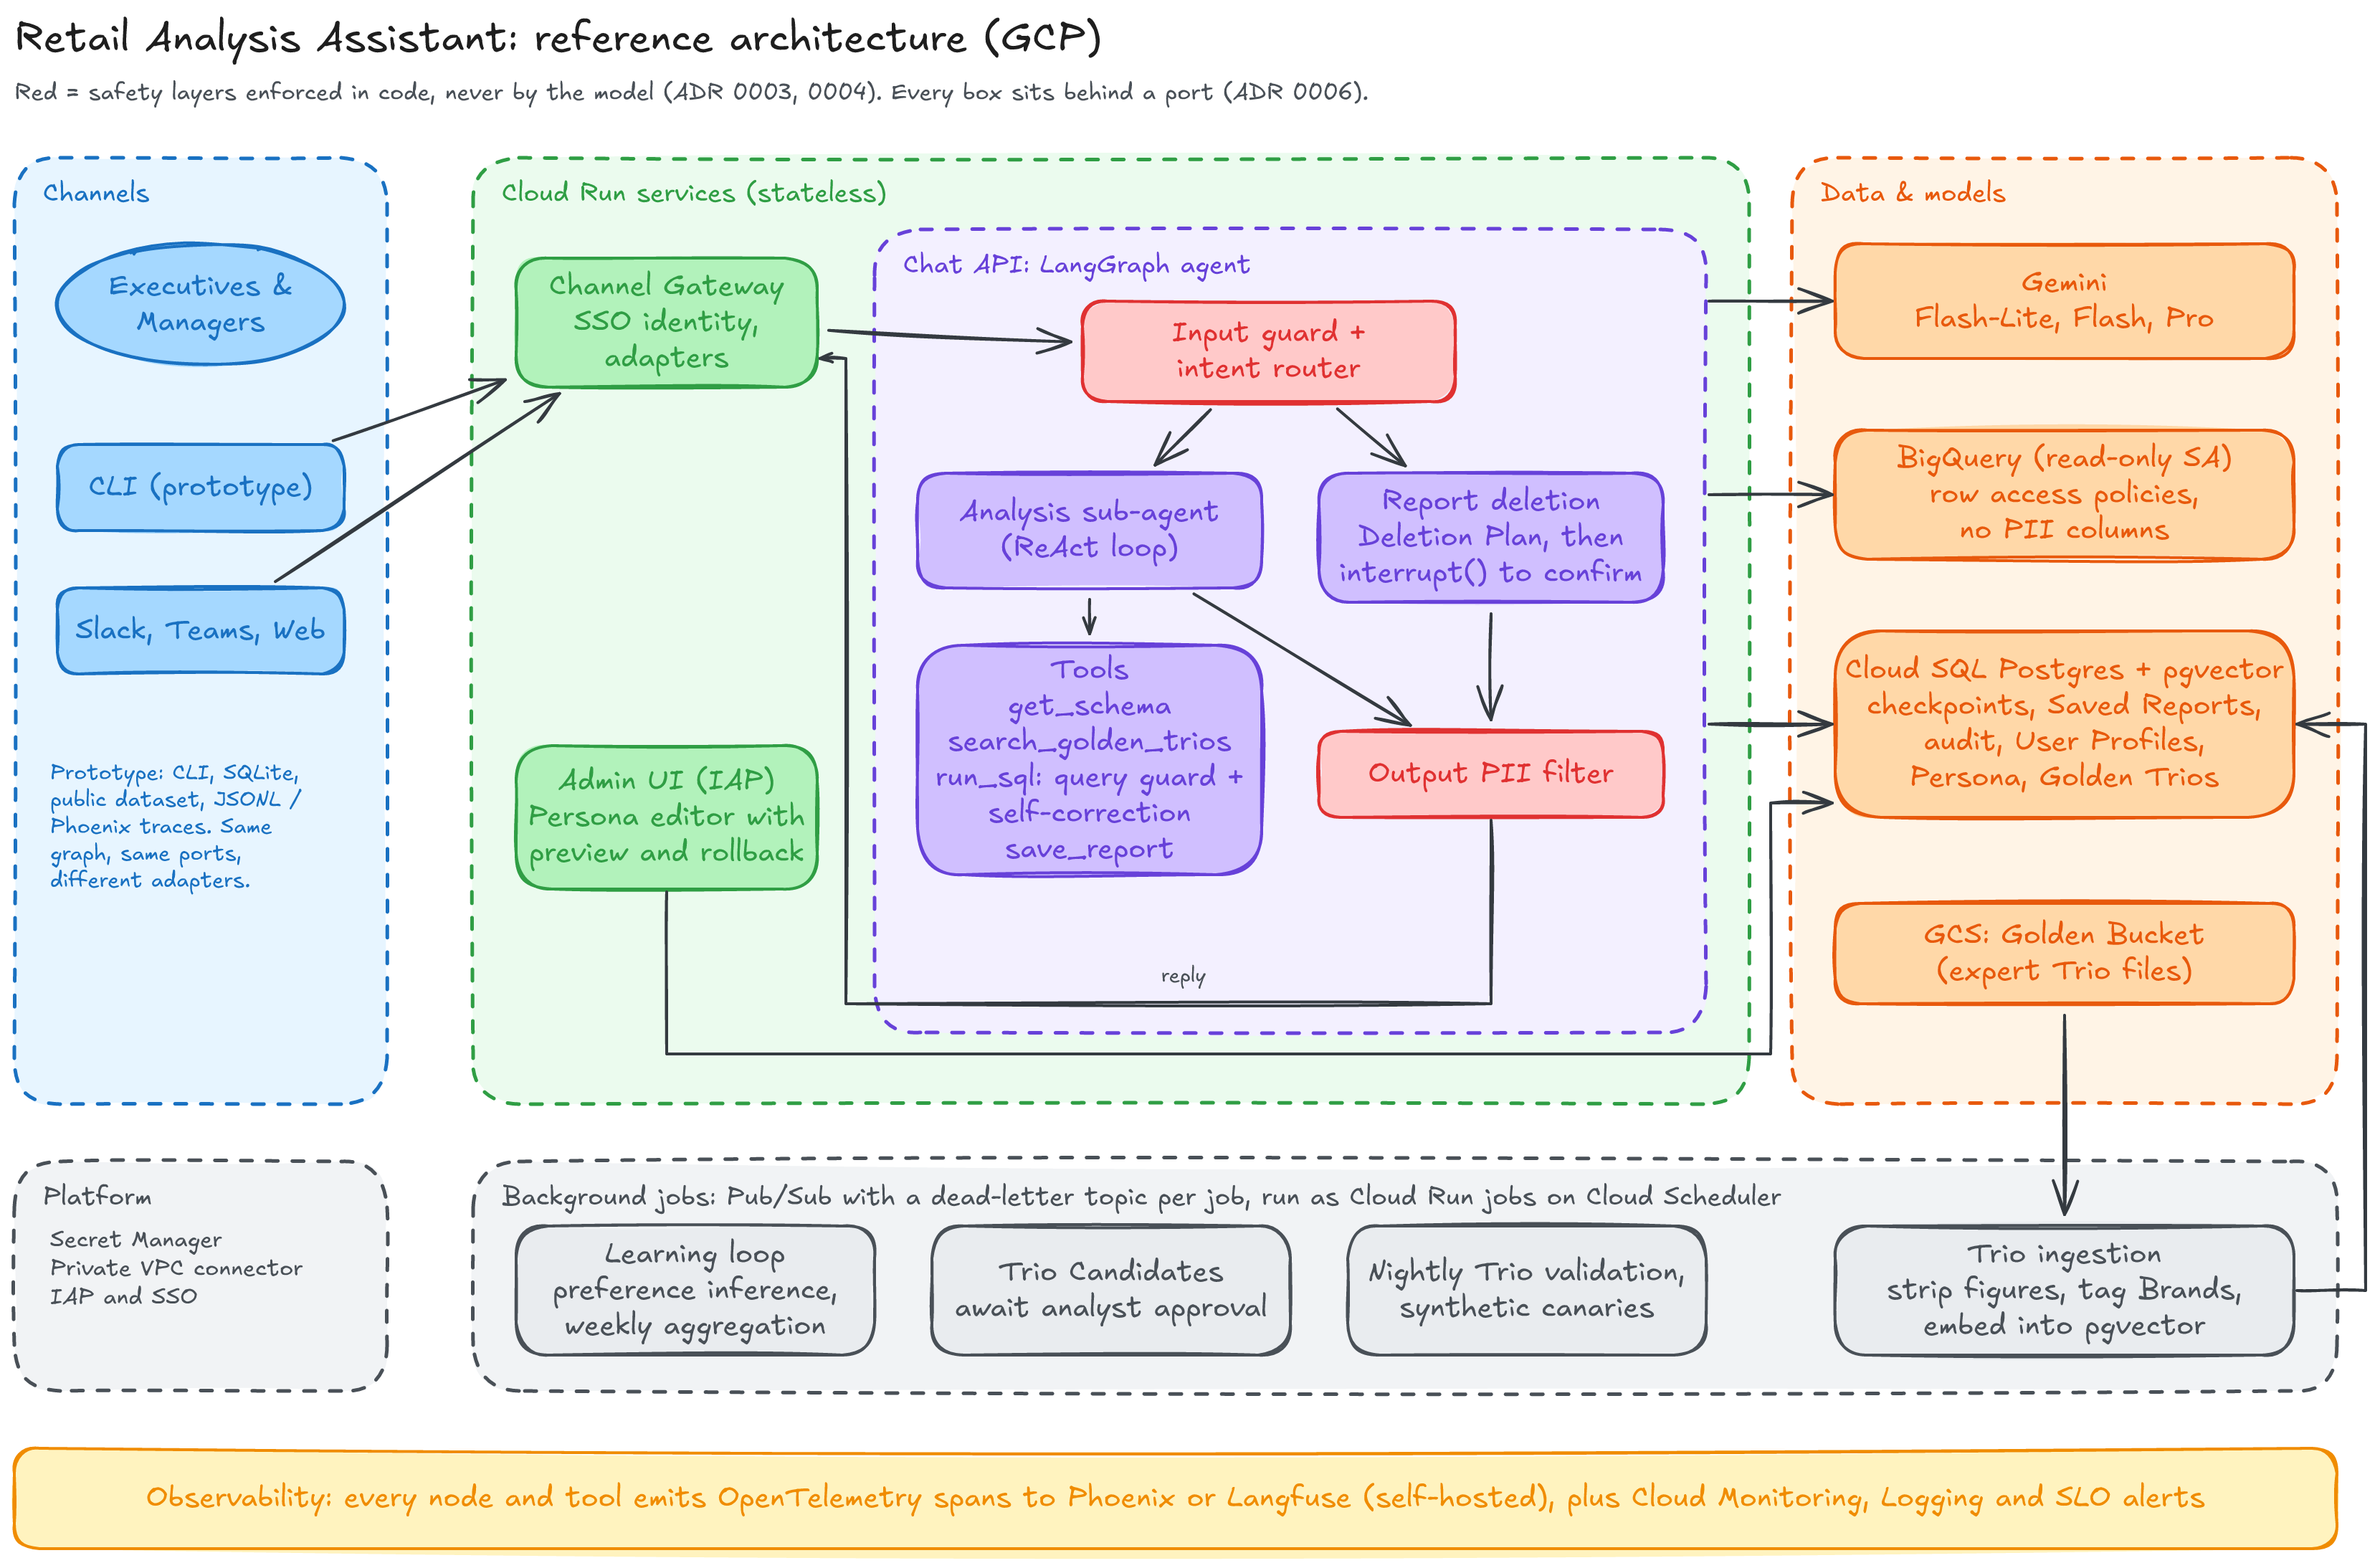 Retail Analysis Assistant: reference architecture (GCP)
Red = safety layers enforced in code, never by the model (ADR 0003, 0004). Every box sits behind a port (ADR 0006).
Channels
Executives &
Managers
CLI (prototype)
Slack, Teams, Web
Prototype: CLI, SQLite,
public dataset, JSONL /
Phoenix traces. Same
graph, same ports,
different adapters.
Cloud Run services (stateless)
Channel Gateway
SSO identity,
adapters
Admin UI (IAP)
Persona editor with
preview and rollback
Chat API: LangGraph agent
Input guard +
intent router
Analysis sub-agent
(ReAct loop)
Report deletion
Deletion Plan, then
interrupt() to confirm
Tools
get_schema
search_golden_trios
run_sql: query guard +
self-correction
save_report
Output PII filter
reply
Data & models
Gemini
Flash-Lite, Flash, Pro
BigQuery (read-only SA)
row access policies,
no PII columns
Cloud SQL Postgres + pgvector
checkpoints, Saved Reports,
audit, User Profiles,
Persona, Golden Trios
GCS: Golden Bucket
(expert Trio files)
Platform
Secret Manager
Private VPC connector
IAP and SSO
Background jobs: Pub/Sub with a dead-letter topic per job, run as Cloud Run jobs on Cloud Scheduler
Learning loop
preference inference,
weekly aggregation
Trio Candidates
await analyst approval
Nightly Trio validation,
synthetic canaries
Trio ingestion
strip figures, tag Brands,
embed into pgvector
Observability: every node and tool emits OpenTelemetry spans to Phoenix or Langfuse (self-hosted), plus Cloud Monitoring, Logging and SLO alerts